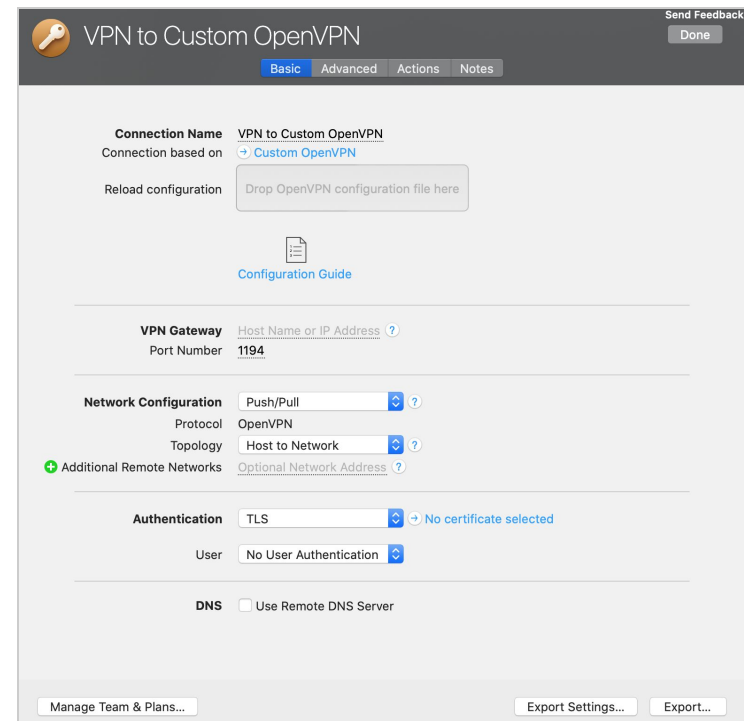 Send Feedback
VPN to Custom OpenVPN
Done
Basic Advanced Actions Notes
Connection Name VPN to Custom OpenVPN
Connection based on Custom OpenVPN
Reload configuration Drop OpenVPN configuration file here
Configuration Guide
VPN Gateway Host Name or IP Address ?
Port Number 1194
Network Configuration Push/Pull ?
Protocol OpenVPN
Topology Host to Network ?
Additional Remote Networks Optional Network Address ?
Authentication TLS No certificate selected
User No User Authentication
DNS Use Remote DNS Server
Manage Team & Plans... Export Settings... Export...